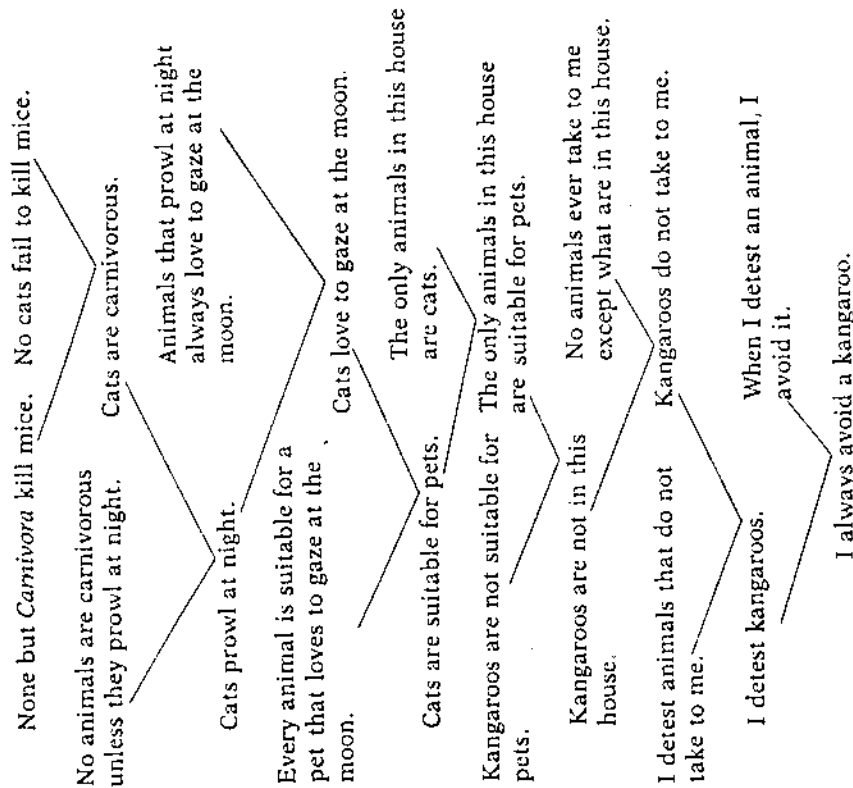 None but Carnivora kill mice. No cats fail to kill mice.
No animals are carnivorous
unless they prowl at night.
Cats are carnivorous.
Animals that prowl at night
always love to gaze at the
moon.
Cats prowl at night.
Every animal is suitable for a
pet that loves to gaze at the
moon.
Cats love to gaze at the moon.
The only animals in this house
are cats.
Cats are suitable for pets.
Kangaroos are not suitable for
pets.
The only animals in this house
are suitable for pets.
Kangaroos are not in this
house.
No animals ever take to me
except what are in this house.
I detest animals that do not
take to me.
Kangaroos do not take to me.
I detest kangaroos.
When I detest an animal, I
avoid it.
I always avoid a kangaroo.